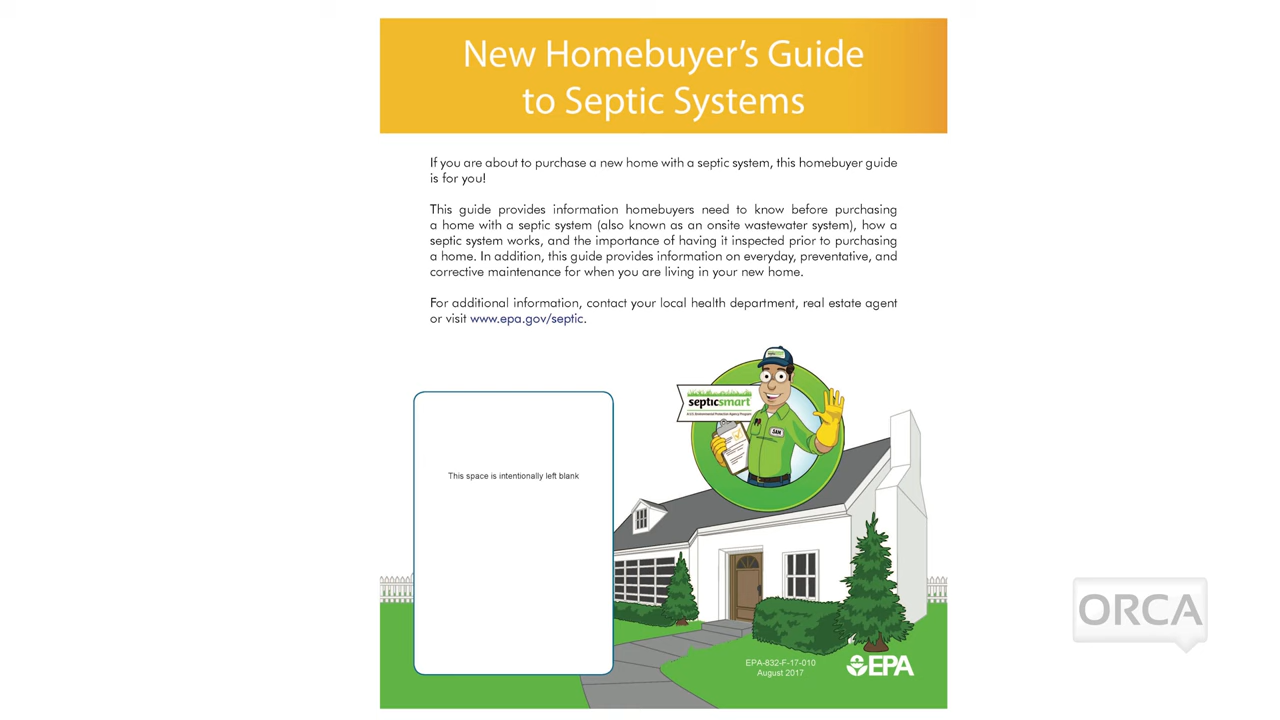 New Homebuyer's Guide
to Septic Systems
If you are about to purchase a new home with a septic system, this homebuyer guide
is for you!
This guide provides information homebuyers need to know before purchasing
a home with a septic system (also known as an onsite wastewater system), how a
septic system works, and the importance of having it inspected prior to purchasing
a home. In addition, this guide provides information on everyday, preventative, and
corrective maintenance for when you are living in your new home.
For additional information, contact your local health department, real estate agent
or visit www.epa.gov/septic.
septicsmart
A U.S. Environmental Protection Agency Program
SAM
This space is intentionally left blank
ORCA
EPA-832-F-17-010
August 2017
EPA